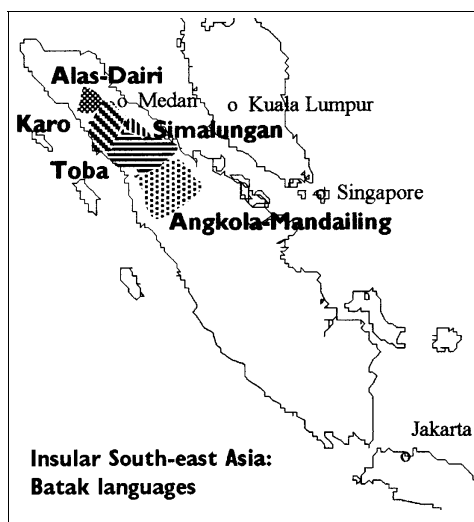 Alas-Dairi
Medan
Kuala Lumpur
Karo
Simalungan
Toba
Singapore
Angkola-Mandailing
Jakarta
Insular South-east Asia:
Batak languages